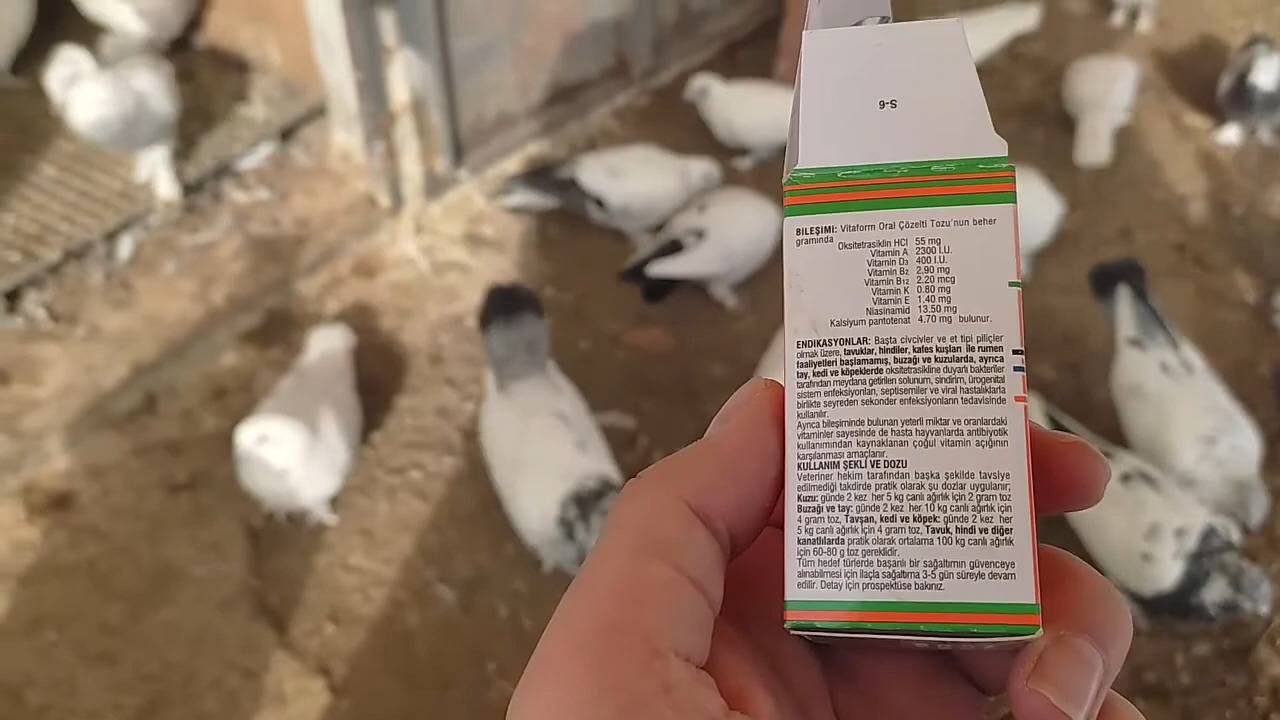 S-6
BİLEŞİMİ: Vitaform Oral Çözelti Tozu'nun beher
gramında
Oksitetrasiklin HCl 55 mg
Vitamin A 2300 I.U.
Vitamin D3 400 I.U.
Vitamin B2 2.90 mg
Vitamin B12 2.20 mcg
Vitamin K 0.80 mg
Vitamin E 1.40 mg
Niasinamid 13.50 mg
Kalsiyum pantotenat 4.70 mg bulunur.
ENDİKASYONLAR: Başta civcivler ve et tipi piliçler
olmak üzere, tavuklar, hindiler, kafes kuşları ile rumen
faaliyetleri başlamamış, buzağı ve kuzularda, ayrıca
tay, kedi ve köpeklerde oksitetrasikline duyarlı bakteriler
tarafından meydana getirilen solunum, sindirim, ürogenital
sistem enfeksiyonları, septisemiler ve viral hastalıklarla
birlikte seyreden sekonder enfeksiyonların tedavisinde
kullanılır.
Ayrıca bileşiminde bulunan yeterli miktar ve oranlardaki
vitaminler sayesinde de hasta hayvanlarda antibiyotik
kullanımından kaynaklanan çoğul vitamin açığının
karşılanması amaçlanır.
KULLANIM ŞEKLİ VE DOZU
Veteriner hekim tarafından başka şekilde tavsiye
edilmediği takdirde pratik olarak şu dozlar uygulanır;
Kuzu: günde 2 kez her 5 kg canlı ağırlık için 2 gram toz
Buzağı ve tay: günde 2 kez her 10 kg canlı ağırlık için
4 gram toz, Tavşan, kedi ve köpek: günde 2 kez her
5 kg canlı ağırlık için 4 gram toz, Tavuk, hindi ve diğer
kanatlılarda pratik olarak ortalama 100 kg canlı ağırlık
için 60-80 g toz gereklidir.
Tüm hedef türlerde başarılı bir sağaltımın güvenceye
alınabilmesi için ilaçla sağaltıma 3-5 gün süreyle devam
edilir. Detay için prospektüse bakınız.